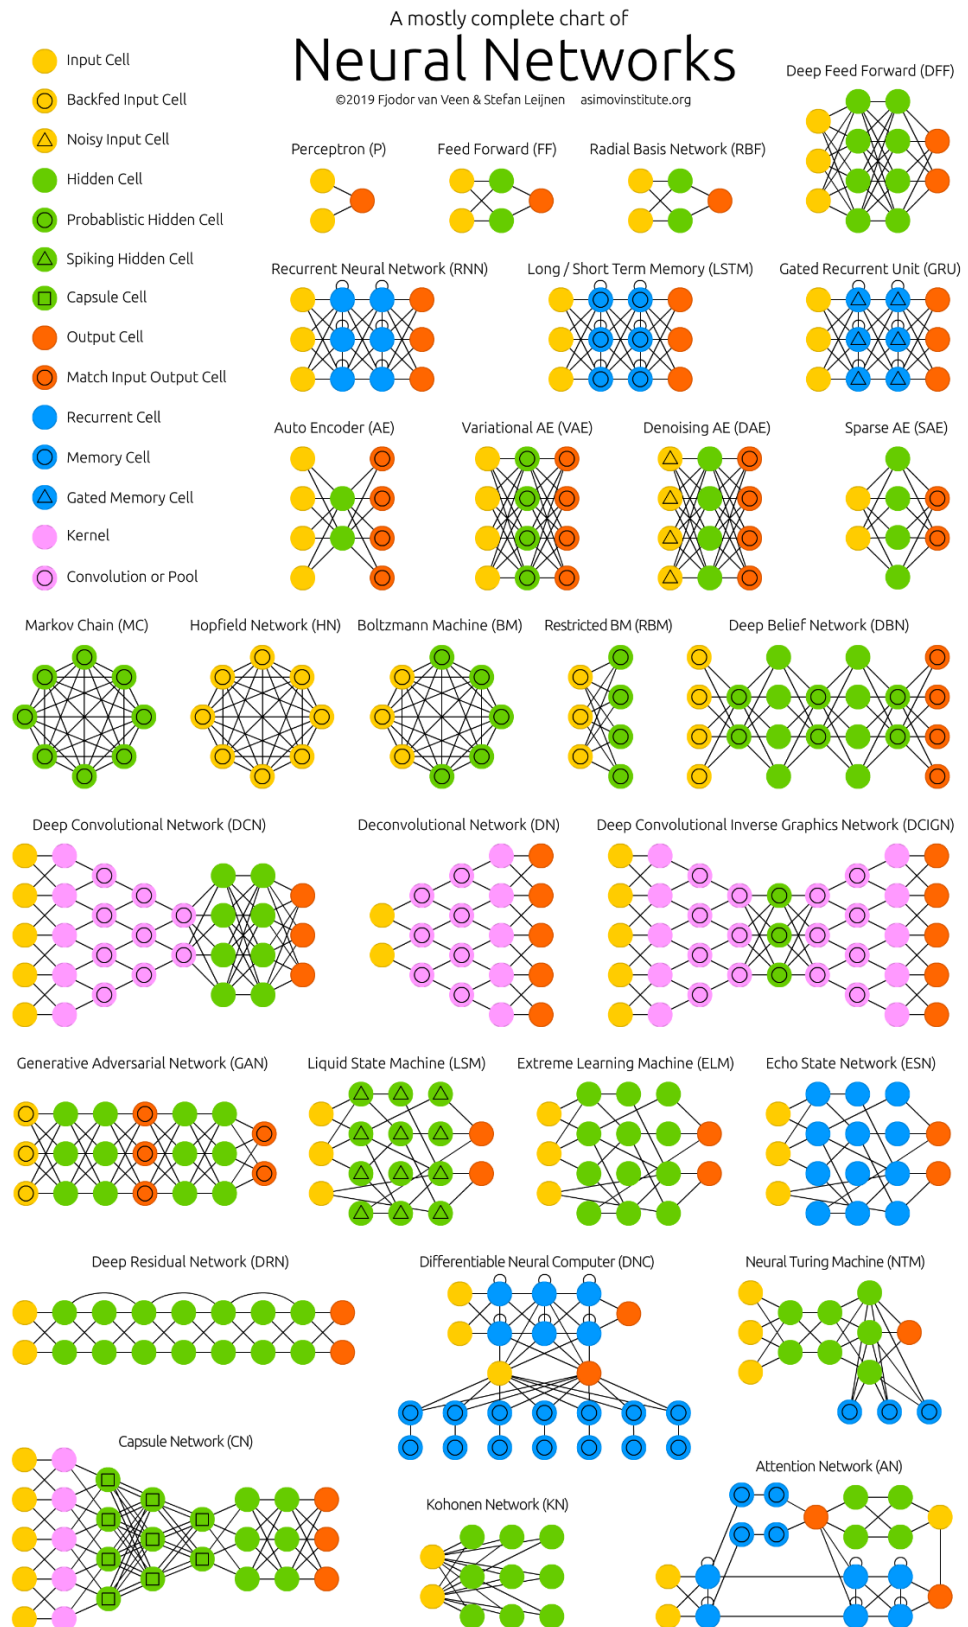 A mostly complete chart of
Neural Networks
©2019 Fjodor van Veen & Stefan Leijnen asimovinstitute.org
Input Cell
Backfed Input Cell
Noisy Input Cell
Hidden Cell
Probablistic Hidden Cell
Spiking Hidden Cell
Capsule Cell
Output Cell
Match Input Output Cell
Recurrent Cell
Memory Cell
Gated Memory Cell
Kernel
Convolution or Pool
Deep Feed Forward (DFF)
Perceptron (P)
Feed Forward (FF)
Radial Basis Network (RBF)
Recurrent Neural Network (RNN)
Long / Short Term Memory (LSTM)
Gated Recurrent Unit (GRU)
Auto Encoder (AE)
Variational AE (VAE)
Denoising AE (DAE)
Sparse AE (SAE)
Markov Chain (MC)
Hopfield Network (HN)
Boltzmann Machine (BM)
Restricted BM (RBM)
Deep Belief Network (DBN)
Deep Convolutional Network (DCN)
Deconvolutional Network (DN)
Deep Convolutional Inverse Graphics Network (DCIGN)
Generative Adversarial Network (GAN)
Liquid State Machine (LSM)
Extreme Learning Machine (ELM)
Echo State Network (ESN)
Deep Residual Network (DRN)
Differentiable Neural Computer (DNC)
Neural Turing Machine (NTM)
Capsule Network (CN)
Kohonen Network (KN)
Attention Network (AN)